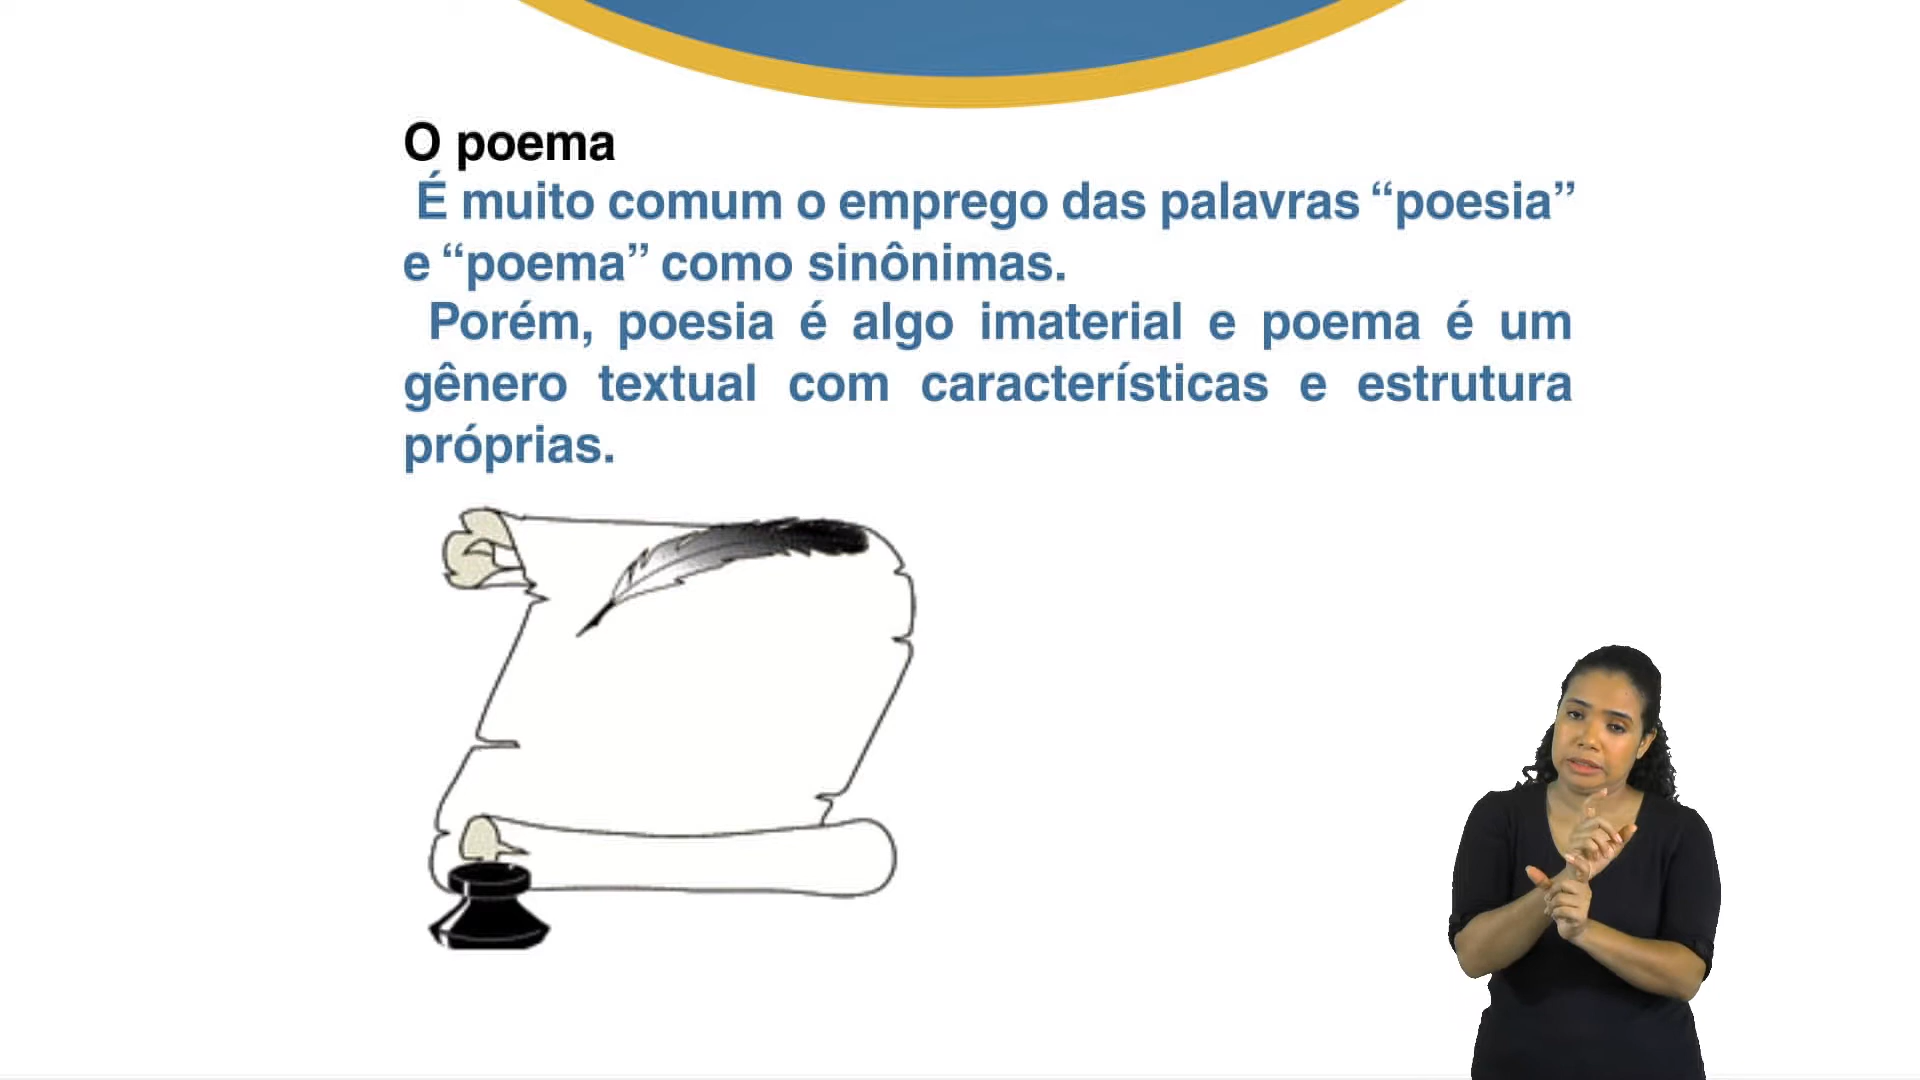 O poema
É muito comum o emprego das palavras “poesia”
e “poema” como sinônimas.
Porém, poesia é algo imaterial e poema é um
gênero textual com características e estrutura
próprias.